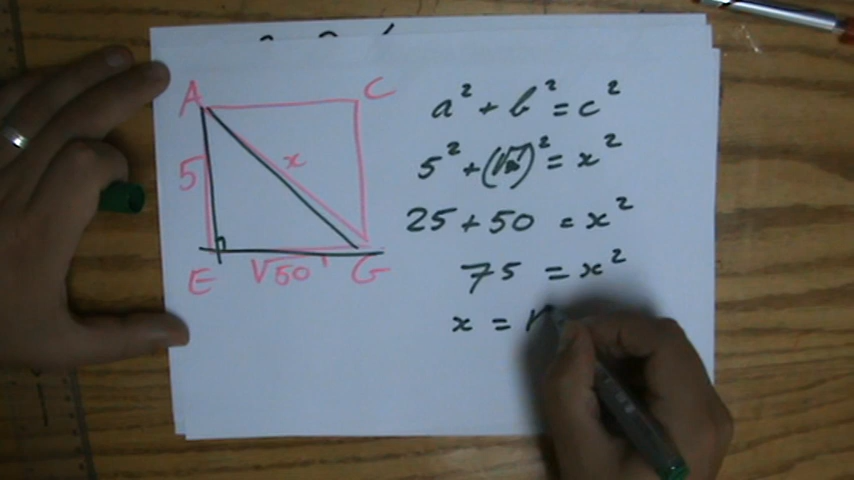 A C
5 x
E √50 G
a² + b² = c²
5² + (√50)² = x²
25 + 50 = x²
75 = x²
x = √